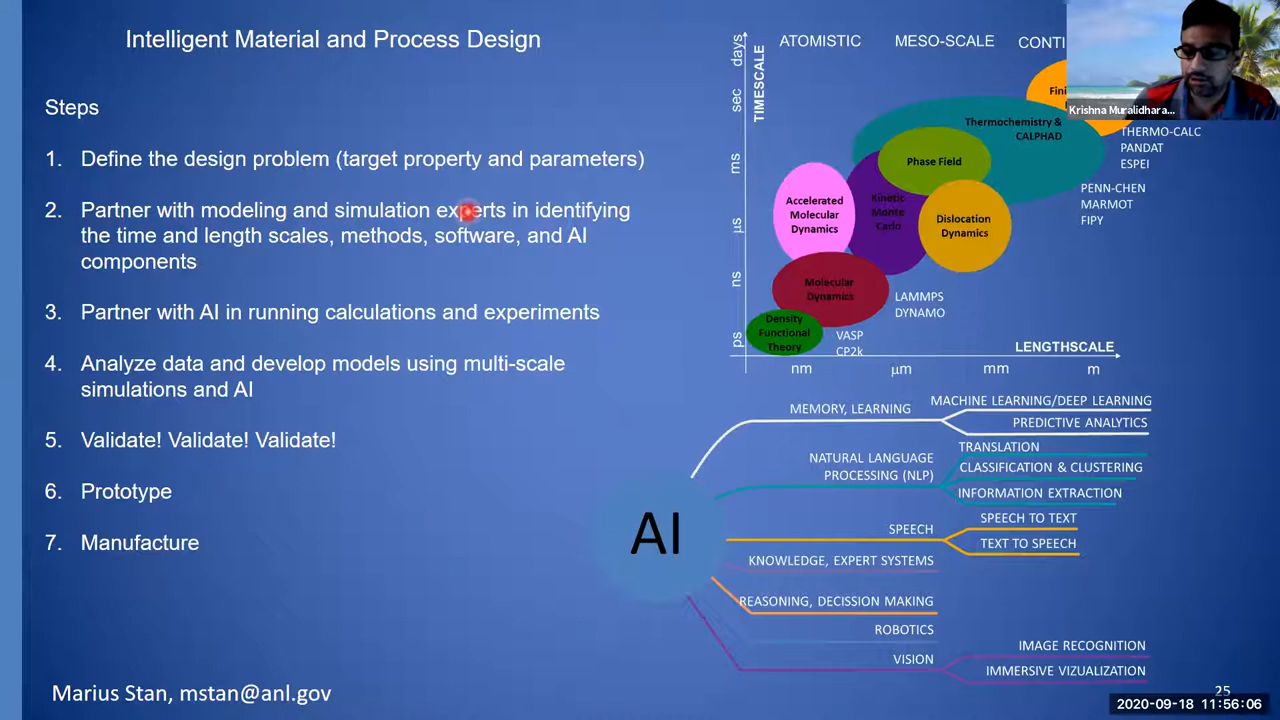 Intelligent Material and Process Design
Steps
1. Define the design problem (target property and parameters)
2. Partner with modeling and simulation experts in identifying
the time and length scales, methods, software, and AI
components
3. Partner with AI in running calculations and experiments
4. Analyze data and develop models using multi-scale
simulations and AI
5. Validate! Validate! Validate!
6. Prototype
7. Manufacture
Marius Stan, mstan@anl.gov
ATOMISTIC
MESO-SCALE
CONTI
TIMESCALE
days
sec
ms
μs
ns
ps
Fini
Krishna Muralidhara...
Thermochemistry &
CALPHAD
THERMO-CALC
PANDAT
ESPEI
Phase Field
PENN-CHEN
MARMOT
FIPY
Accelerated
Molecular
Dynamics
Kinetic
Monte
Carlo
Dislocation
Dynamics
Molecular
Dynamics
LAMMPS
DYNAMO
Density
Functional
Theory
VASP
CP2k
LENGTHSCALE
nm
μm
mm
m
AI
MEMORY, LEARNING
MACHINE LEARNING/DEEP LEARNING
PREDICTIVE ANALYTICS
NATURAL LANGUAGE
PROCESSING (NLP)
TRANSLATION
CLASSIFICATION & CLUSTERING
INFORMATION EXTRACTION
SPEECH
SPEECH TO TEXT
TEXT TO SPEECH
KNOWLEDGE, EXPERT SYSTEMS
REASONING, DECISSION MAKING
ROBOTICS
VISION
IMAGE RECOGNITION
IMMERSIVE VIZUALIZATION
25
2020-09-18 11:56:06